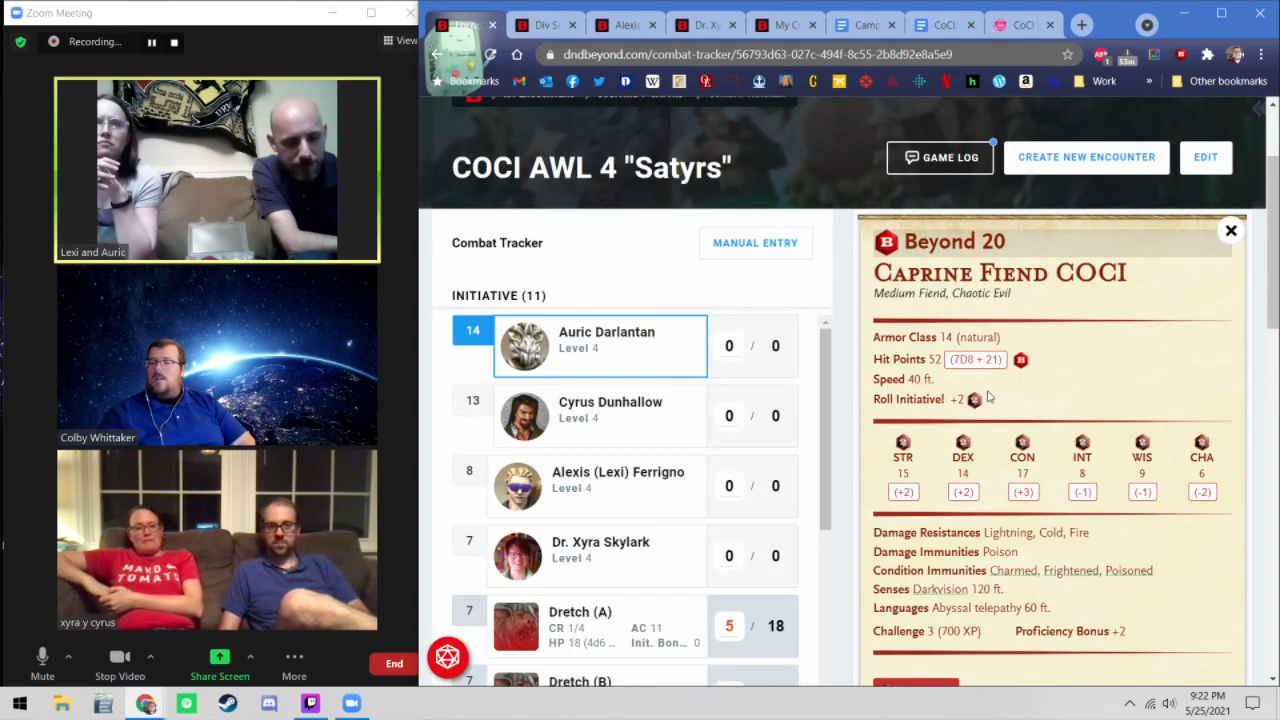 Zoom Meeting
Recording...
View
Lexi and Auric
Colby Whittaker
MAYO
TOMATO
xyra y cyrus
Mute
Stop Video
Share Screen
More
End
Div S
Alexis
Dr. Xy
My C
Camp
COCI:
COCI
dndbeyond.com/combat-tracker/56793d63-027c-494f-8c55-2b8d92e8a5e9
53m
Bookmarks
Work
»
Other bookmarks
COCI AWL 4 "Satyrs"
GAME LOG
CREATE NEW ENCOUNTER
EDIT
Combat Tracker
MANUAL ENTRY
INITIATIVE (11)
14
Auric Darlantan
Level 4
0 / 0
13
Cyrus Dunhallow
Level 4
0 / 0
8
Alexis (Lexi) Ferrigno
Level 4
0 / 0
7
Dr. Xyra Skylark
Level 4
0 / 0
7
Dretch (A)
CR 1/4 AC 11
HP 18 (4d6 ... Init. Bon... 0
5 / 18
7
Dretch (B)
Beyond 20
CAPRINE FIEND COCI
Medium Fiend, Chaotic Evil
Armor Class 14 (natural)
Hit Points 52 (7D8 + 21)
Speed 40 ft.
Roll Initiative! +2
STR DEX CON INT WIS CHA
15 14 17 8 9 6
(+2) (+2) (+3) (-1) (-1) (-2)
Damage Resistances Lightning, Cold, Fire
Damage Immunities Poison
Condition Immunities Charmed, Frightened, Poisoned
Senses Darkvision 120 ft.
Languages Abyssal telepathy 60 ft.
Challenge 3 (700 XP) Proficiency Bonus +2
9:22 PM
5/25/2021